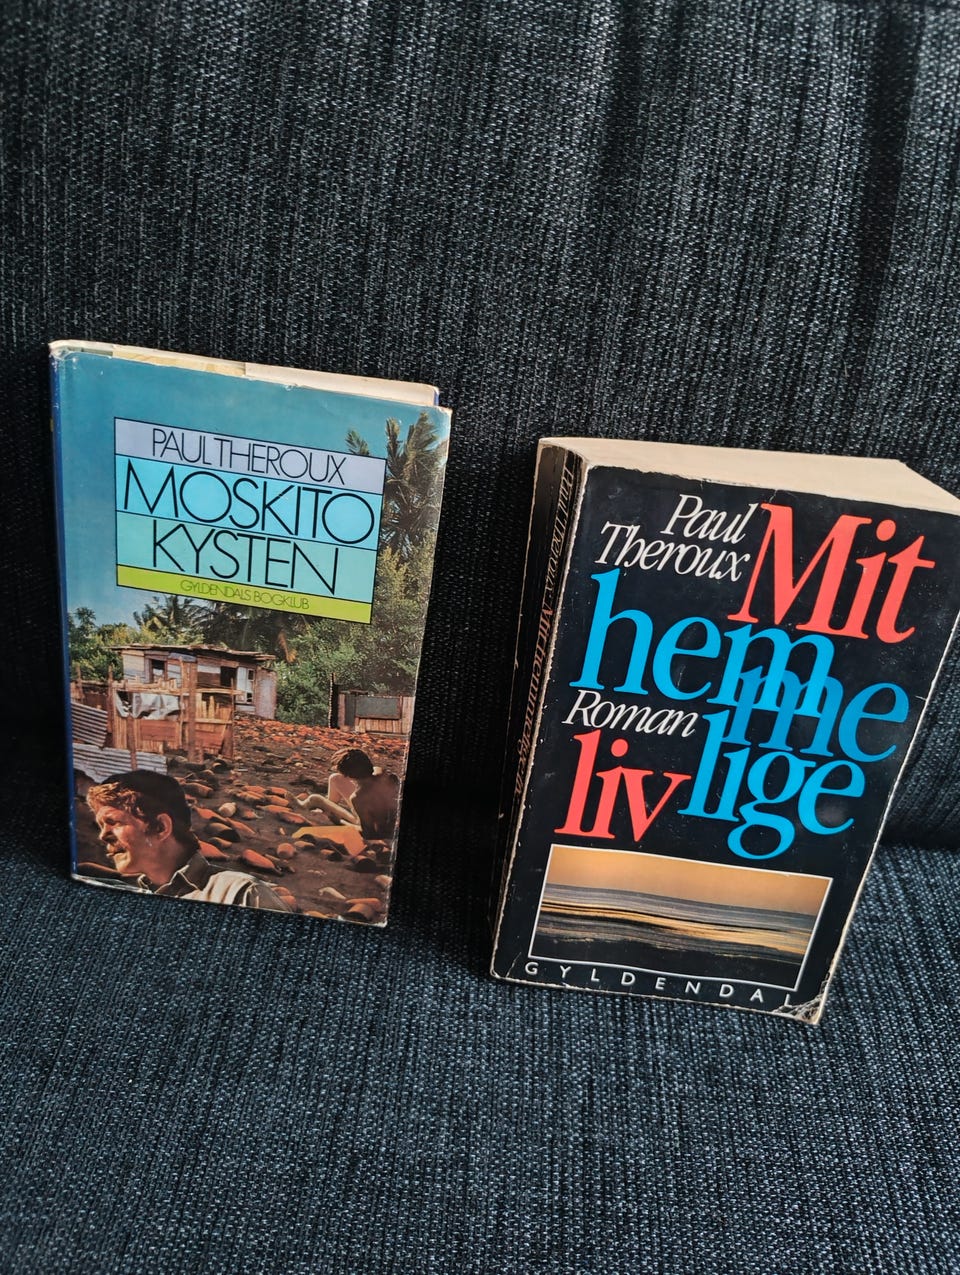 PAUL THEROUX
MOSKITO
KYSTEN
GYLDENDALS BOGKLUB
Paul
Theroux
Mit
hemmelige
Roman
liv
GYLDENDAL